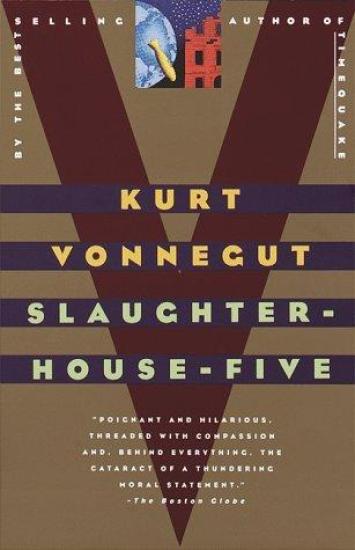 BY THE BEST
SELLING
AUTHOR OF
TIMEQUAKE
KURT
VONNEGUT
SLAUGHTER-
HOUSE-FIVE
"POIGNANT AND HILARIOUS,
THREADED WITH COMPASSION
AND, BEHIND EVERYTHING, THE
CATARACT OF A THUNDERING
MORAL STATEMENT."
-The Boston Globe